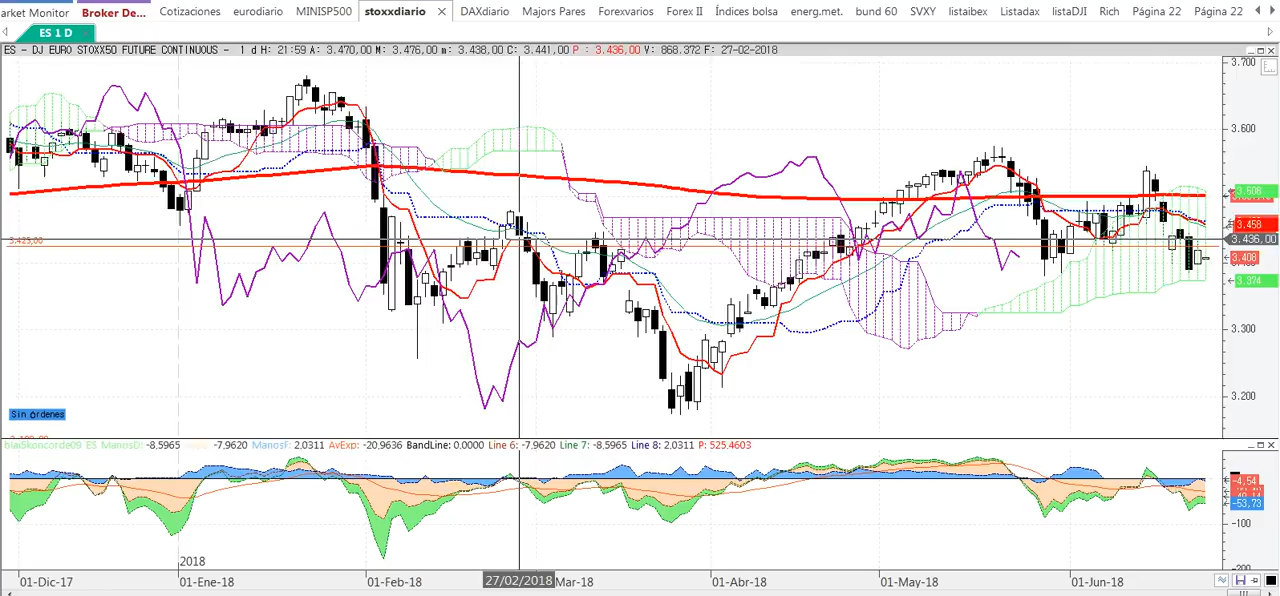 arket Monitor Broker De... Cotizaciones eurodiario MINISP500 stoxxdiario DAXdiario Majors Pares Forexvarios Forex II Índices bolsa energ.met. bund 60 SVXY listaibex Listadax listaDJI Rich Página 22 Página 22
ES 1 D
ES - DJ EURO STOXX50 FUTURE CONTINUOUS - 1 d H: 21:59 A: 3.470,00 M: 3.476,00 m: 3.438,00 C: 3.441,00 P : 3.436,00 V: 868.372 F: 27-02-2018
3.700
3.600
3.508
3.458
3.436,00
3.425,00
3.408
3.374
3.300
3.200
Sin órdenes
blai5koncorde09 ES ManosD: -8.5965 -7.9620 ManosF: 2.0311 AvExp: -20.9636 BandLine: 0.0000 Line 6: -7.9620 Line 7: -8.5965 Line 8: 2.0311 P: 525.4603
-4,54
-53,73
-100
-200
2018
01-Dic-17 01-Ene-18 01-Feb-18 27/02/2018 Mar-18 01-Abr-18 01-May-18 01-Jun-18